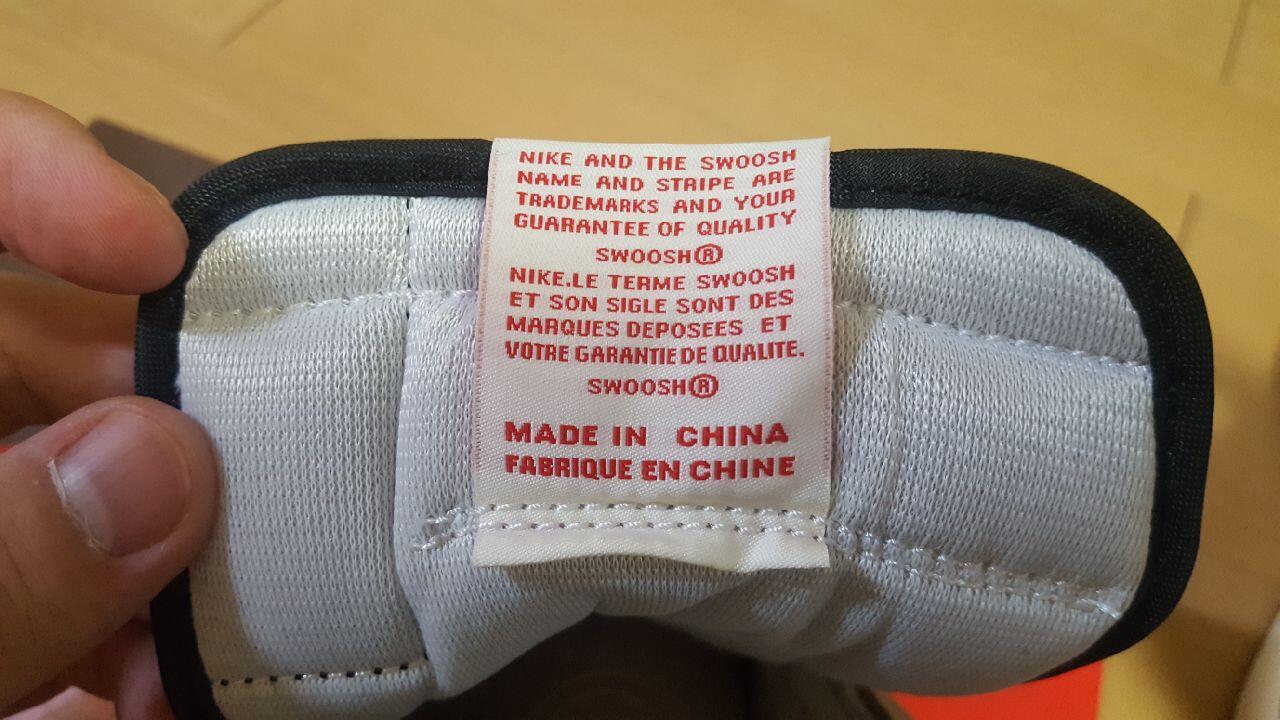 NIKE AND THE SWOOSH
NAME AND STRIPE ARE
TRADEMARKS AND YOUR
GUARANTEE OF QUALITY
SWOOSH®
NIKE.LE TERME SWOOSH
ET SON SIGLE SONT DES
MARQUES DEPOSEES ET
VOTRE GARANTIE DE QUALITE.
SWOOSH®
MADE IN CHINA
FABRIQUE EN CHINE